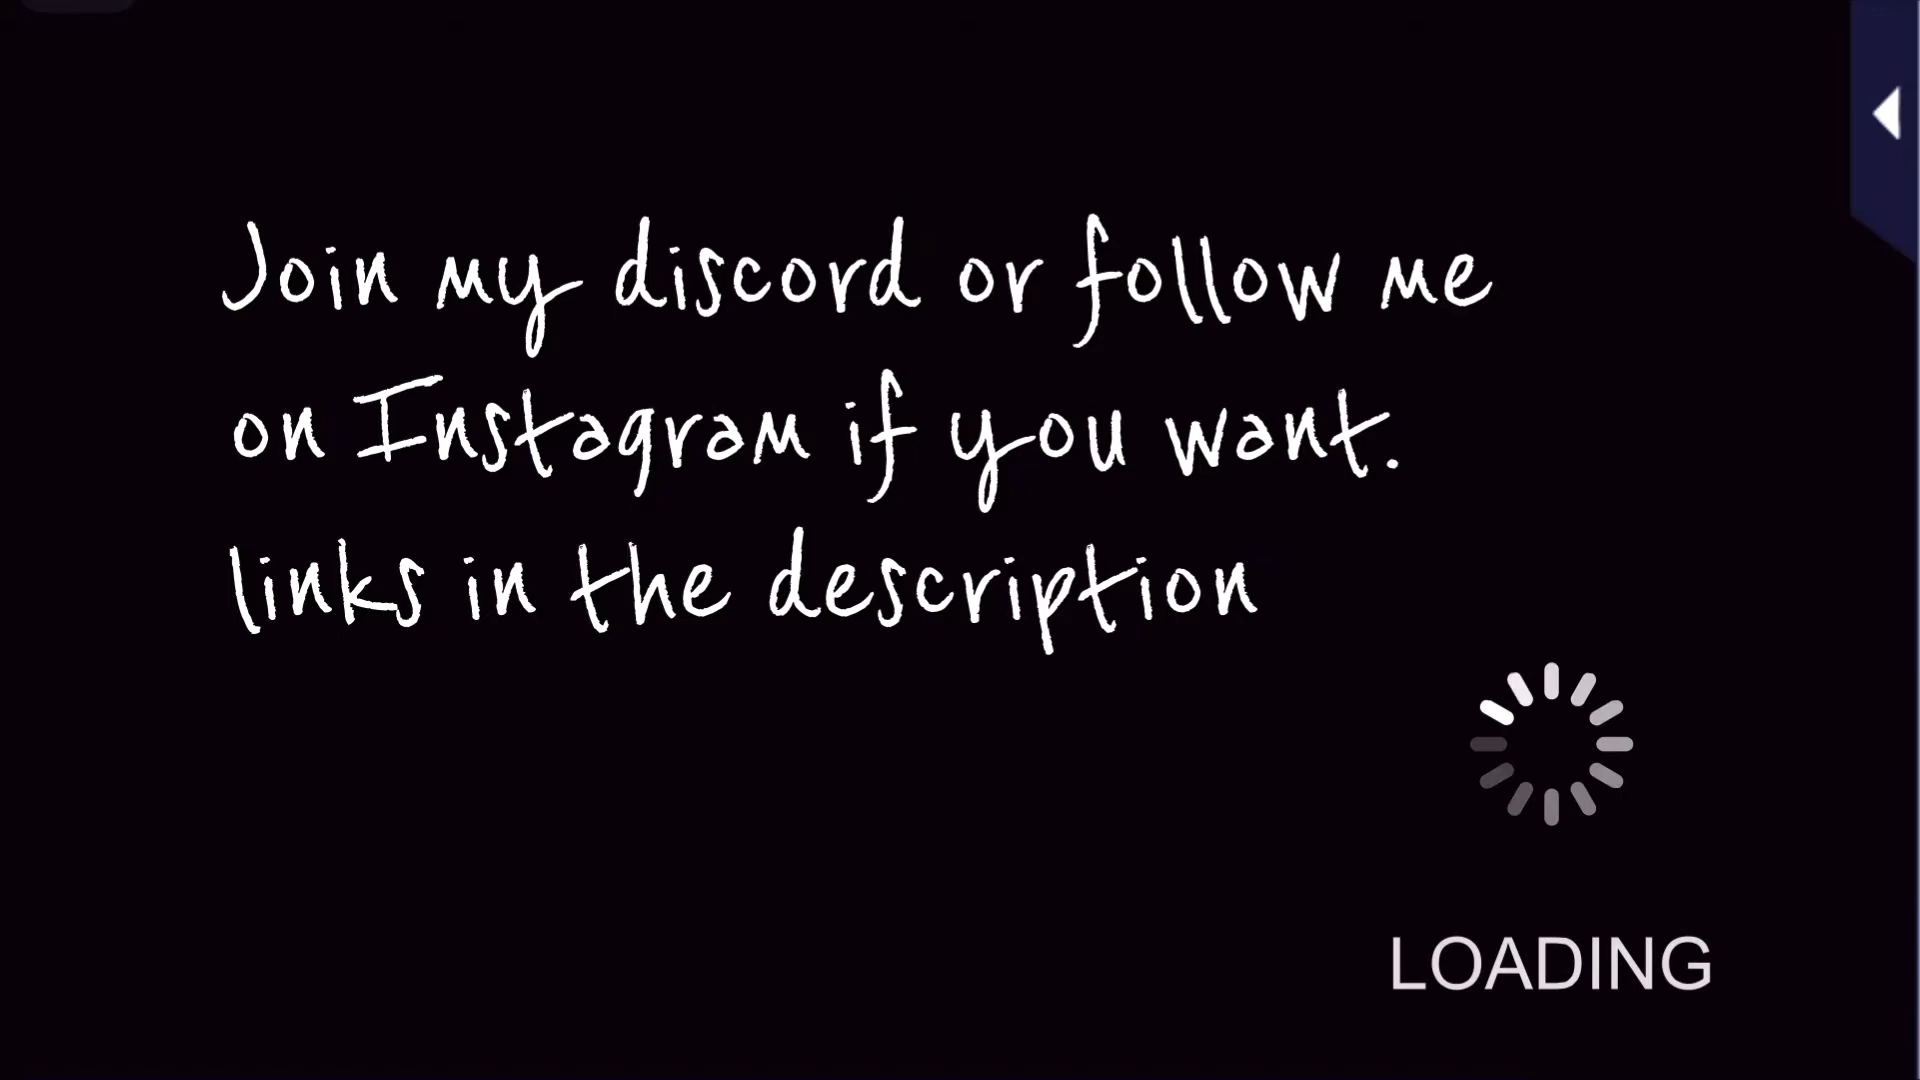 Join my discord or follow me
on Instagram if you want.
links in the description
LOADING